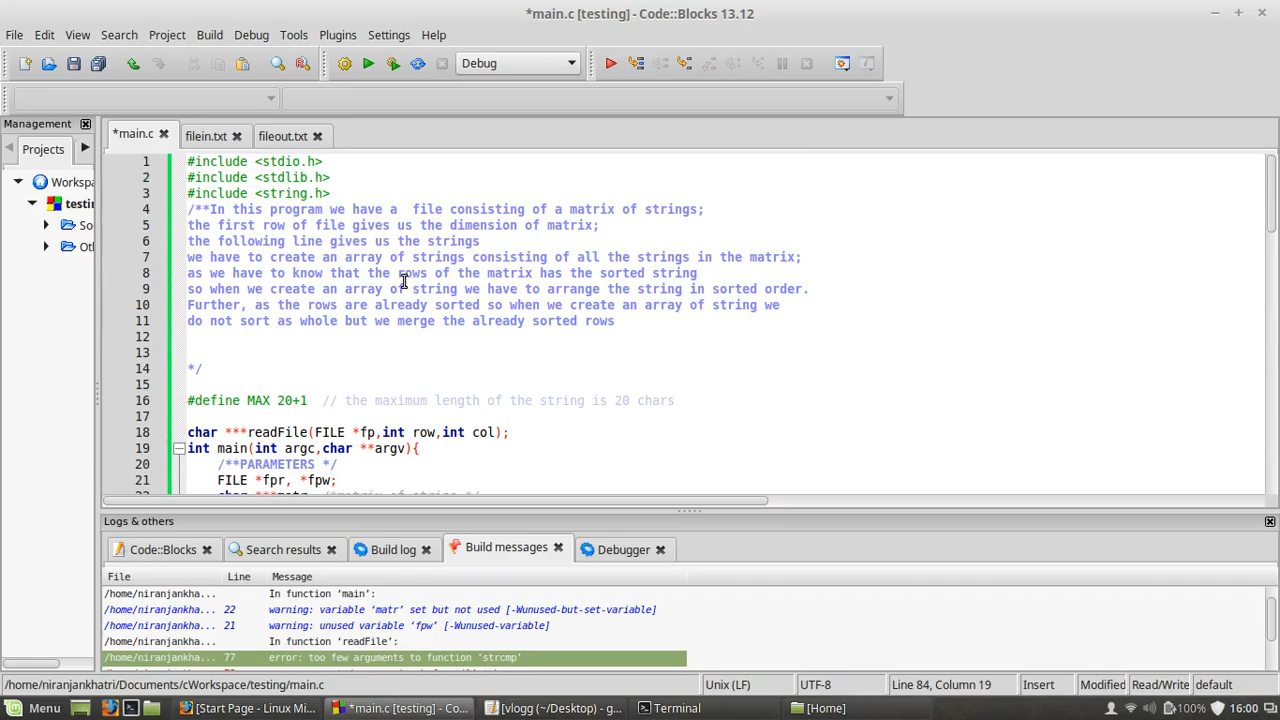 *main.c [testing] - Code::Blocks 13.12
File Edit View Search Project Build Debug Tools Plugins Settings Help
Debug
Management
Projects
*main.c
filein.txt
fileout.txt
Worksp
testin
So
Ot
1 #include <stdio.h>
2 #include <stdlib.h>
3 #include <string.h>
4 /**In this program we have a  file consisting of a matrix of strings;
5 the first row of file gives us the dimension of matrix;
6 the following line gives us the strings
7 we have to create an array of strings consisting of all the strings in the matrix;
8 as we have to know that the rows of the matrix has the sorted string
9 so when we create an array of string we have to arrange the string in sorted order.
10 Further, as the rows are already sorted so when we create an array of string we
11 do not sort as whole but we merge the already sorted rows
12
13
14 */
15
16 #define MAX 20+1  // the maximum length of the string is 20 chars
17
18 char ***readFile(FILE *fp,int row,int col);
19 int main(int argc,char **argv){
20 /**PARAMETERS */
21 FILE *fpr, *fpw;
Logs & others
Code::Blocks
Search results
Build log
Build messages
Debugger
File Line Message
/home/niranjankha... In function ‘main’:
/home/niranjankha... 22 warning: variable ‘matr’ set but not used [-Wunused-but-set-variable]
/home/niranjankha... 21 warning: unused variable ‘fpw’ [-Wunused-variable]
/home/niranjankha... In function ‘readFile’:
/home/niranjankha... 77 error: too few arguments to function ‘strcmp’
/home/niranjankhatri/Documents/cWorkspace/testing/main.c Unix (LF) UTF-8 Line 84, Column 19 Insert Modified Read/Write default
Menu [Start Page - Linux Mi... *main.c [testing] - Co... [vlogg (~/Desktop) - g... Terminal [Home] 100% 16:00